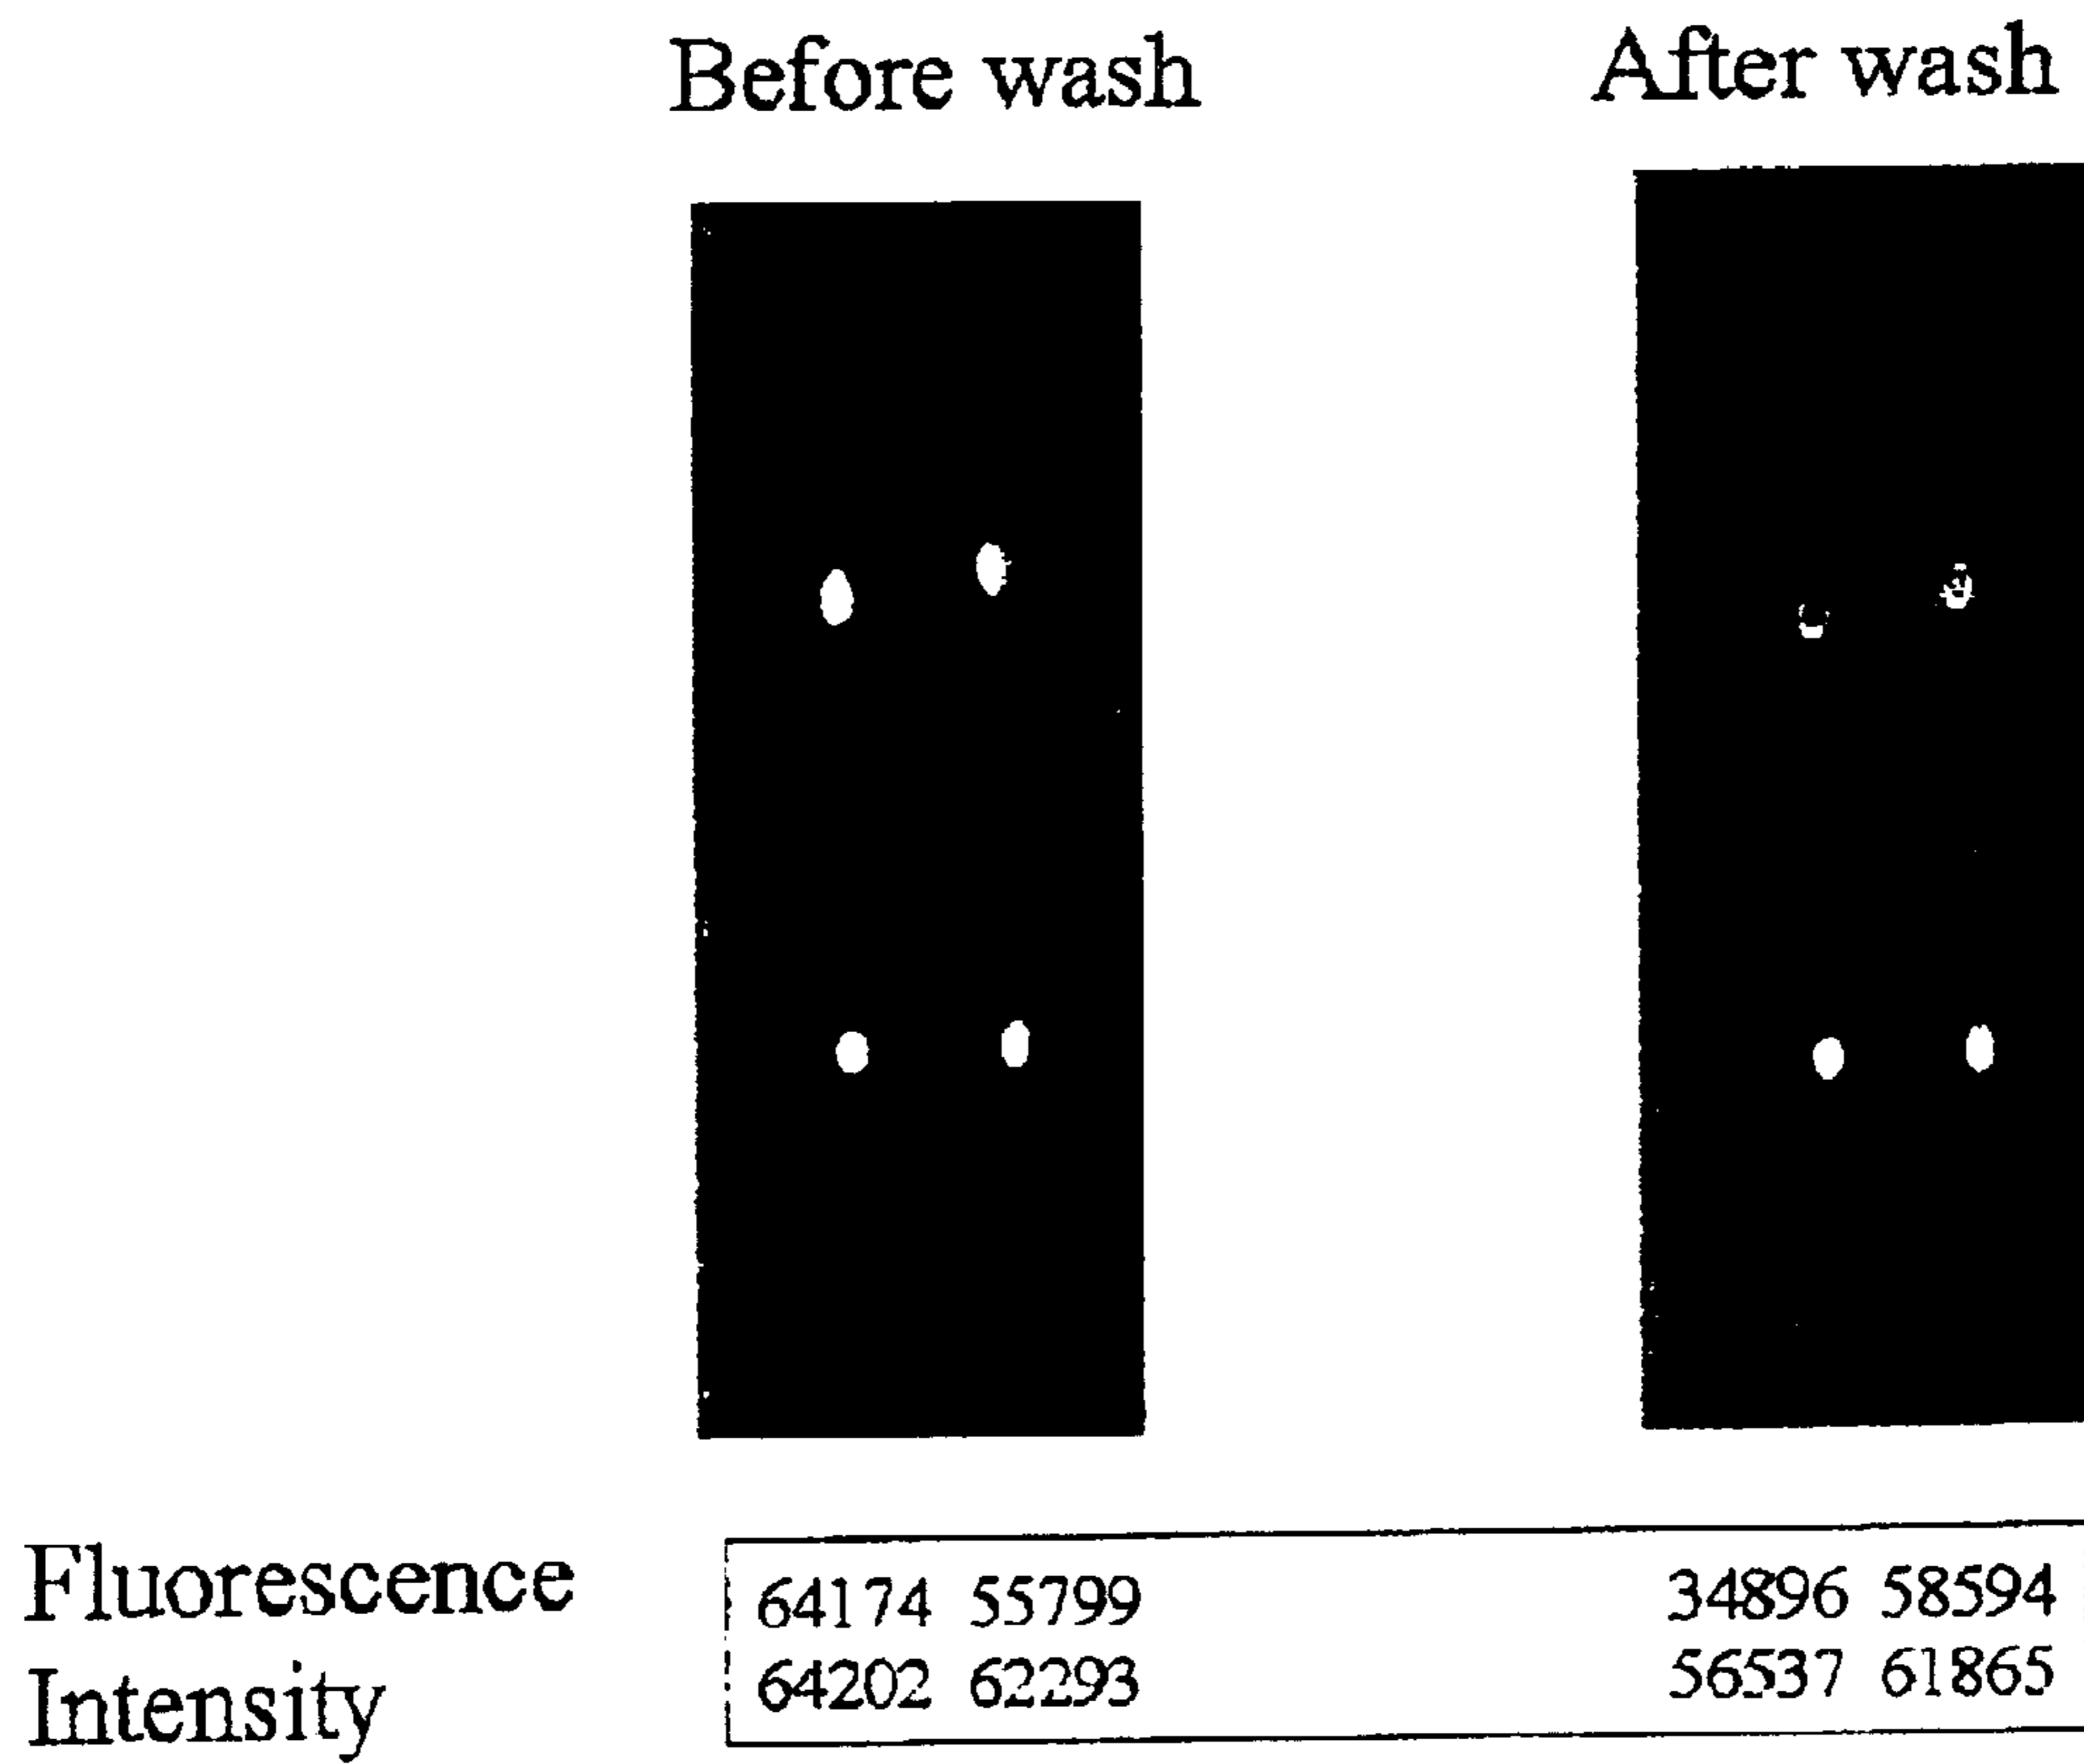 Before wash After wash
Fluorescence
Intensity
64174 55799 34896 58594
64202 62293 56537 61865